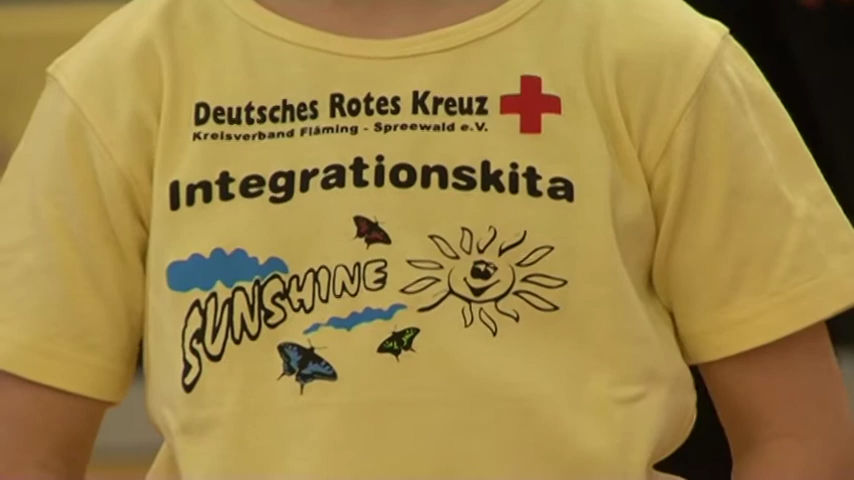 Deutsches Rotes Kreuz
Kreisverband Fläming - Spreewald e.V.
Integrationskita
SUNSHINE